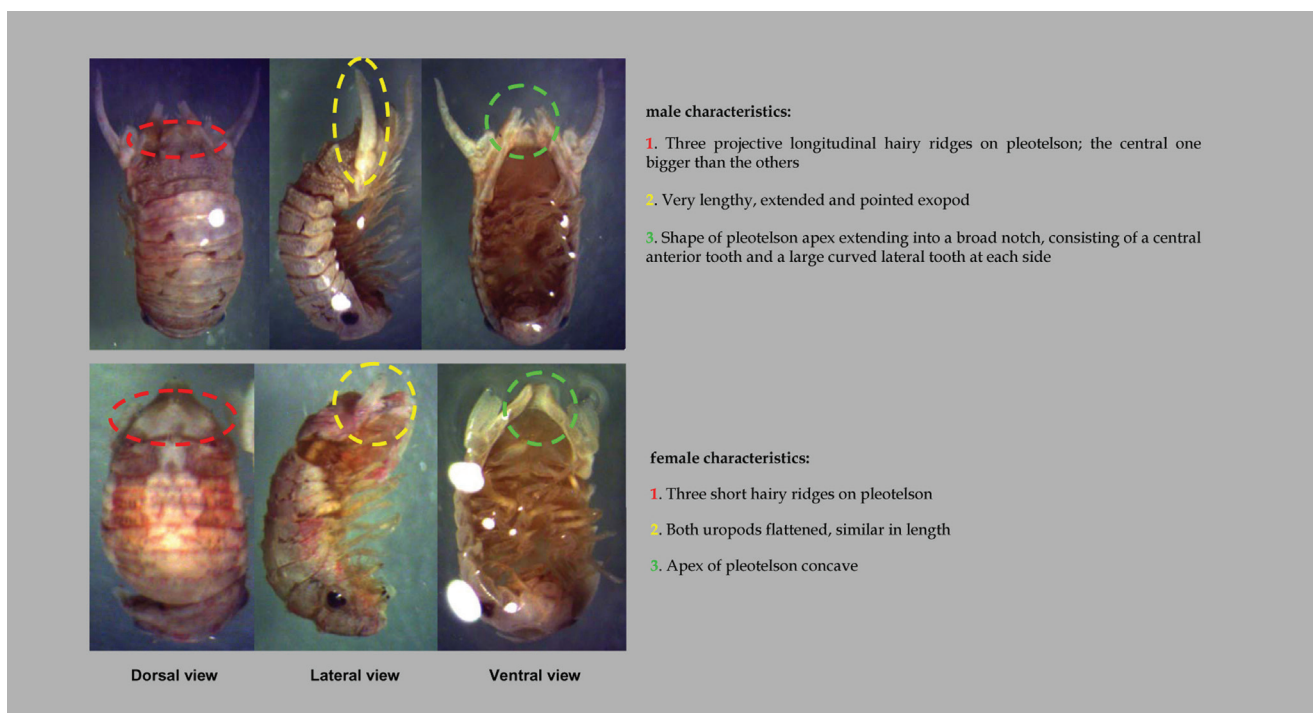 male characteristics:
1. Three projective longitudinal hairy ridges on pleotelson; the central one
bigger than the others
2. Very lengthy, extended and pointed exopod
3. Shape of pleotelson apex extending into a broad notch, consisting of a central
anterior tooth and a large curved lateral tooth at each side
female characteristics:
1. Three short hairy ridges on pleotelson
2. Both uropods flattened, similar in length
3. Apex of pleotelson concave
Dorsal view
Lateral view
Ventral view